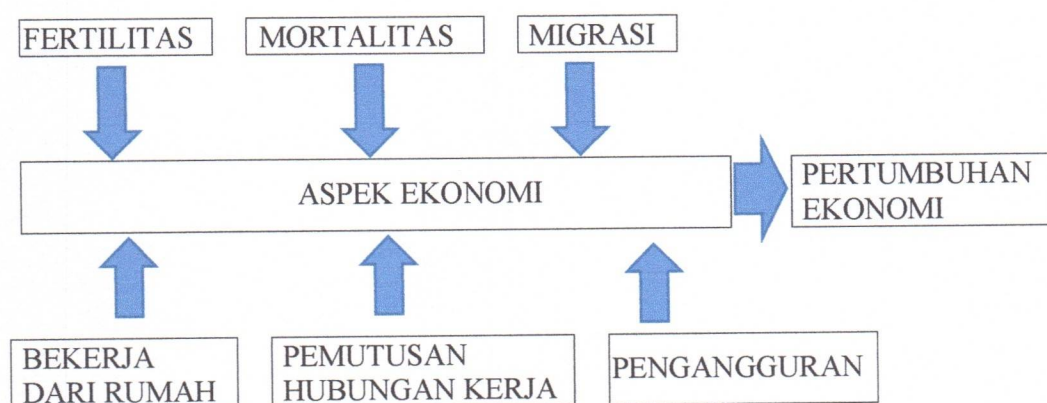 FERTILITAS
MORTALITAS
MIGRASI
ASPEK EKONOMI
PERTUMBUHAN
EKONOMI
BEKERJA
DARI RUMAH
PEMUTUSAN
HUBUNGAN KERJA
PENGANGGURAN